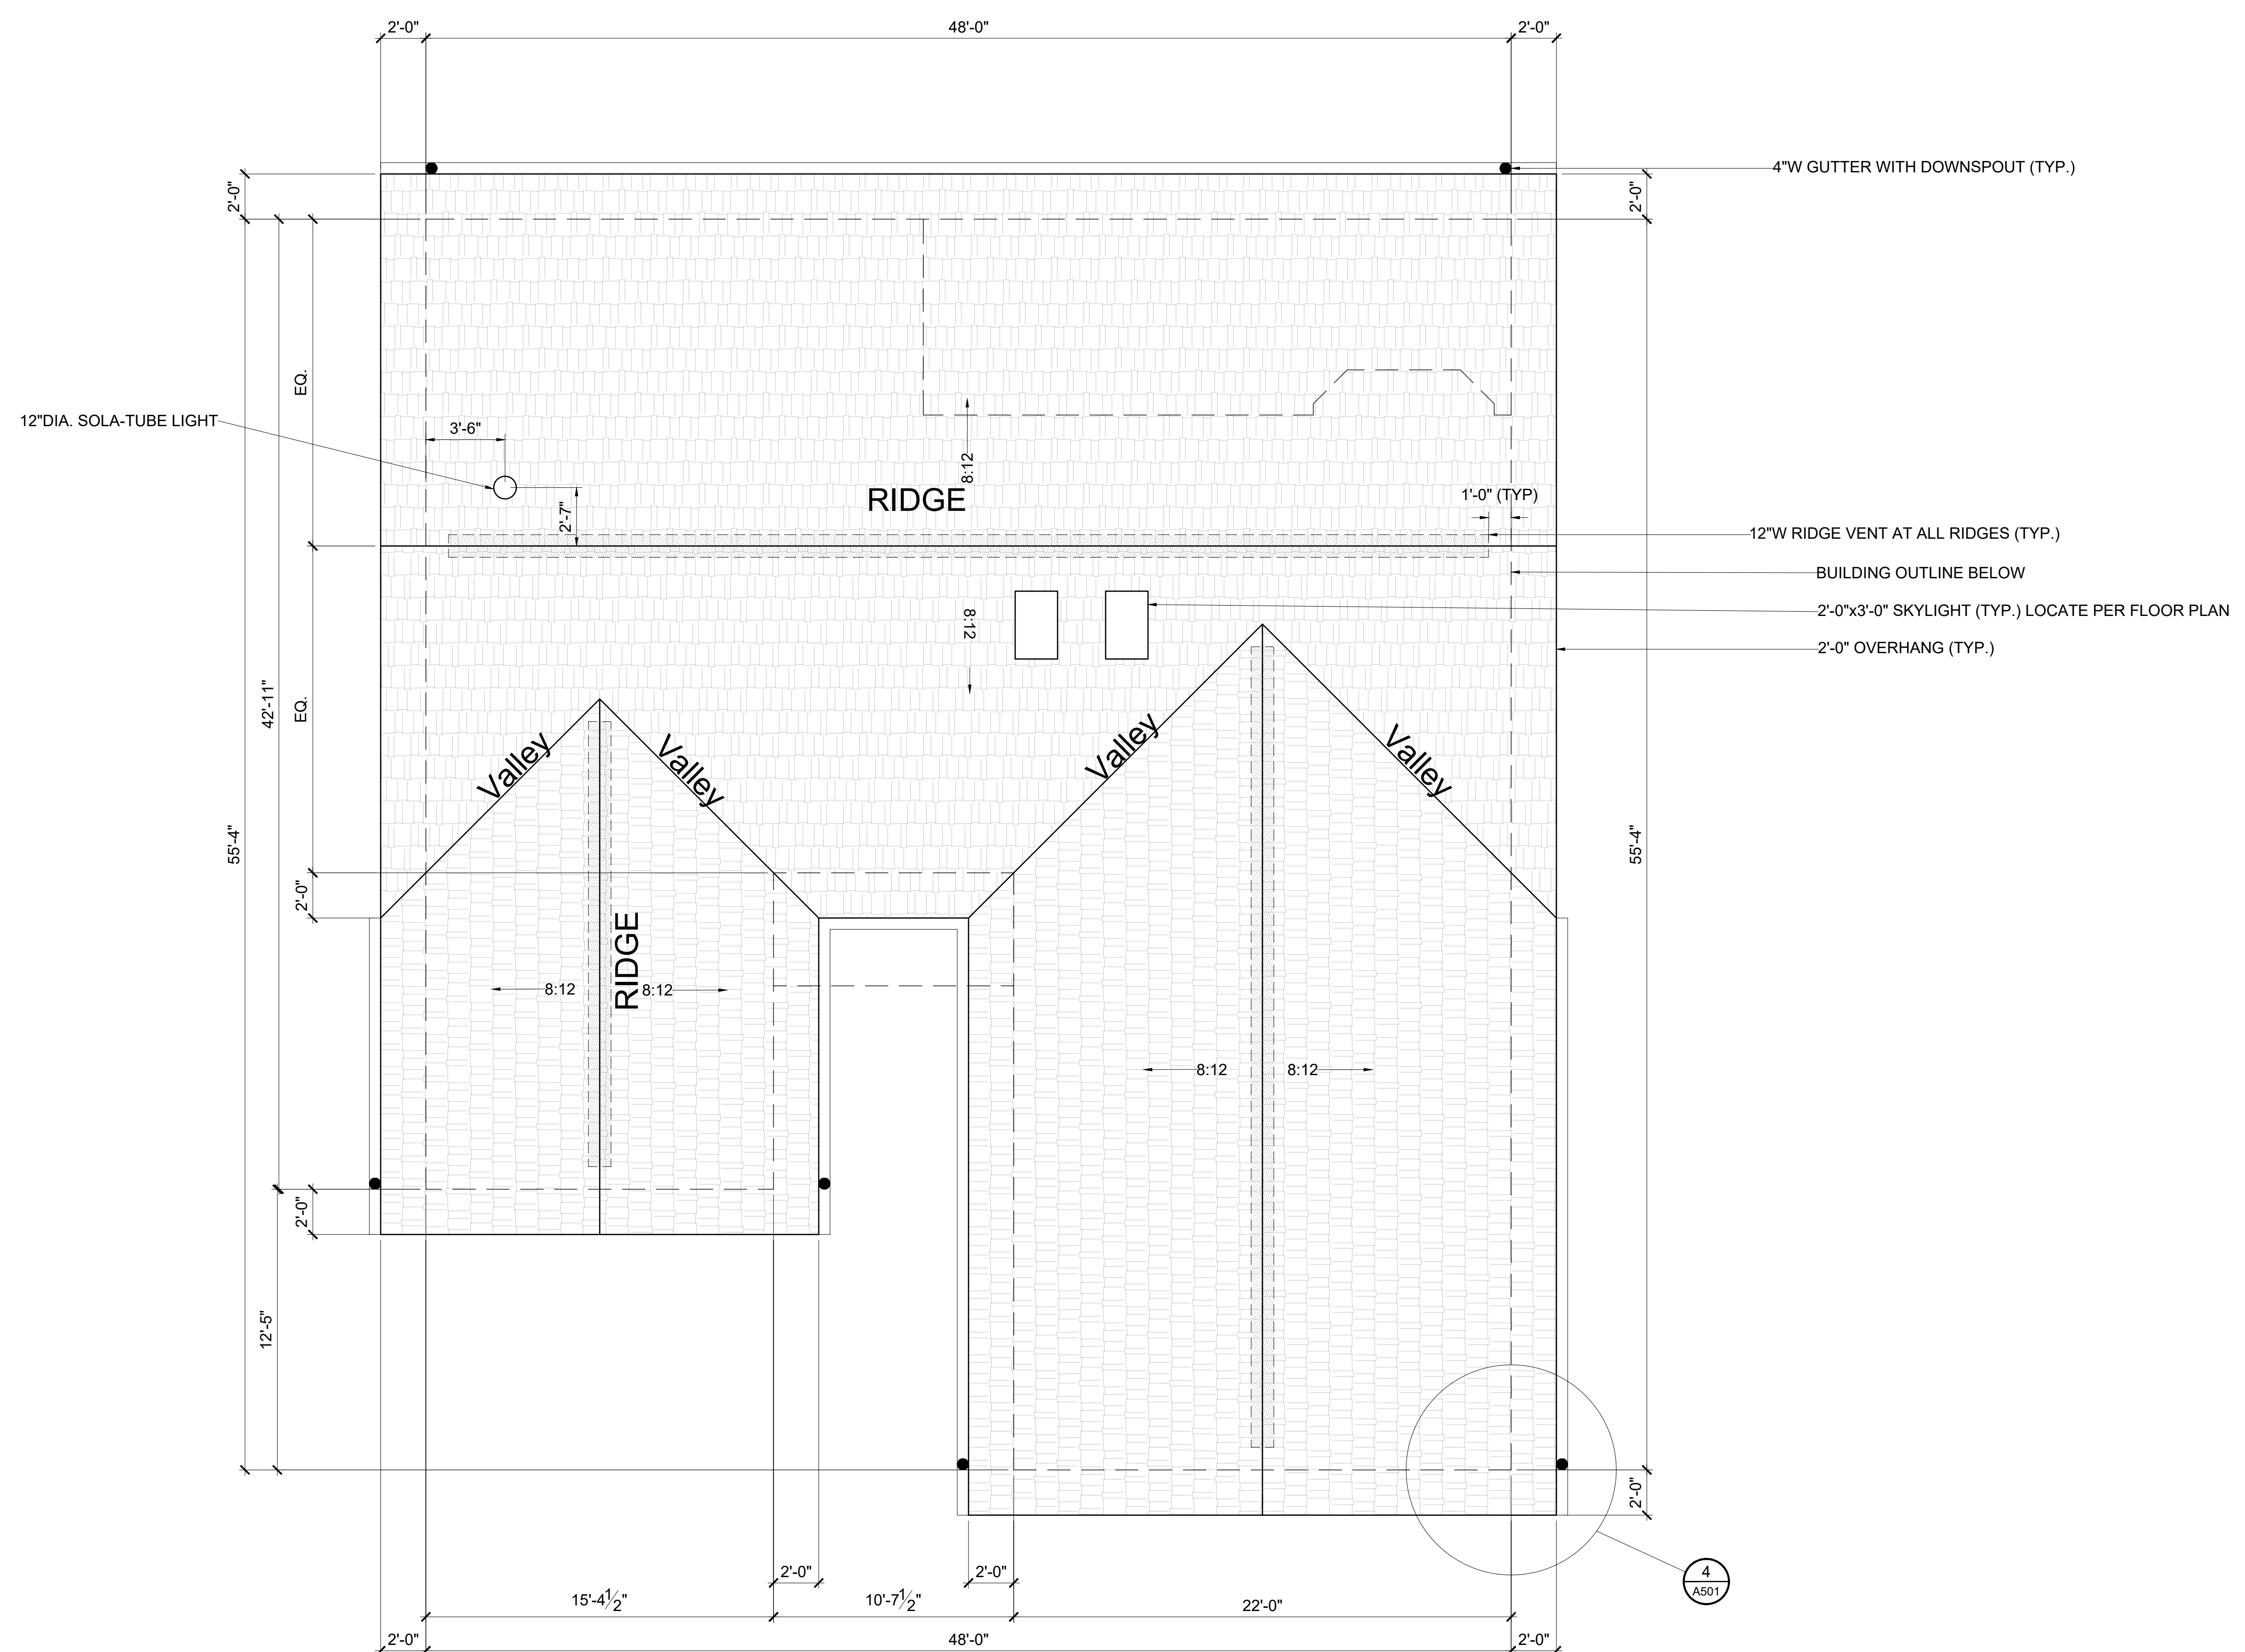 2'-0" 48'-0" 2'-0"
4"W GUTTER WITH DOWNSPOUT (TYP.)
2'-0"
2'-0"
EQ.
12"DIA. SOLA-TUBE LIGHT
3'-6"
8:12
RIDGE
1'-0" (TYP)
2'-7"
12"W RIDGE VENT AT ALL RIDGES (TYP.)
BUILDING OUTLINE BELOW
2'-0"x3'-0" SKYLIGHT (TYP.) LOCATE PER FLOOR PLAN
8:12
2'-0" OVERHANG (TYP.)
42'-11"
EQ.
Valley
Valley
Valley
Valley
55'-4"
55'-4"
2'-0"
RIDGE
8:12 8:12
8:12 8:12
2'-0"
12'-5"
2'-0"
4
A501
2'-0" 2'-0"
15'-4 1/2" 10'-7 1/2" 22'-0"
2'-0" 48'-0" 2'-0"